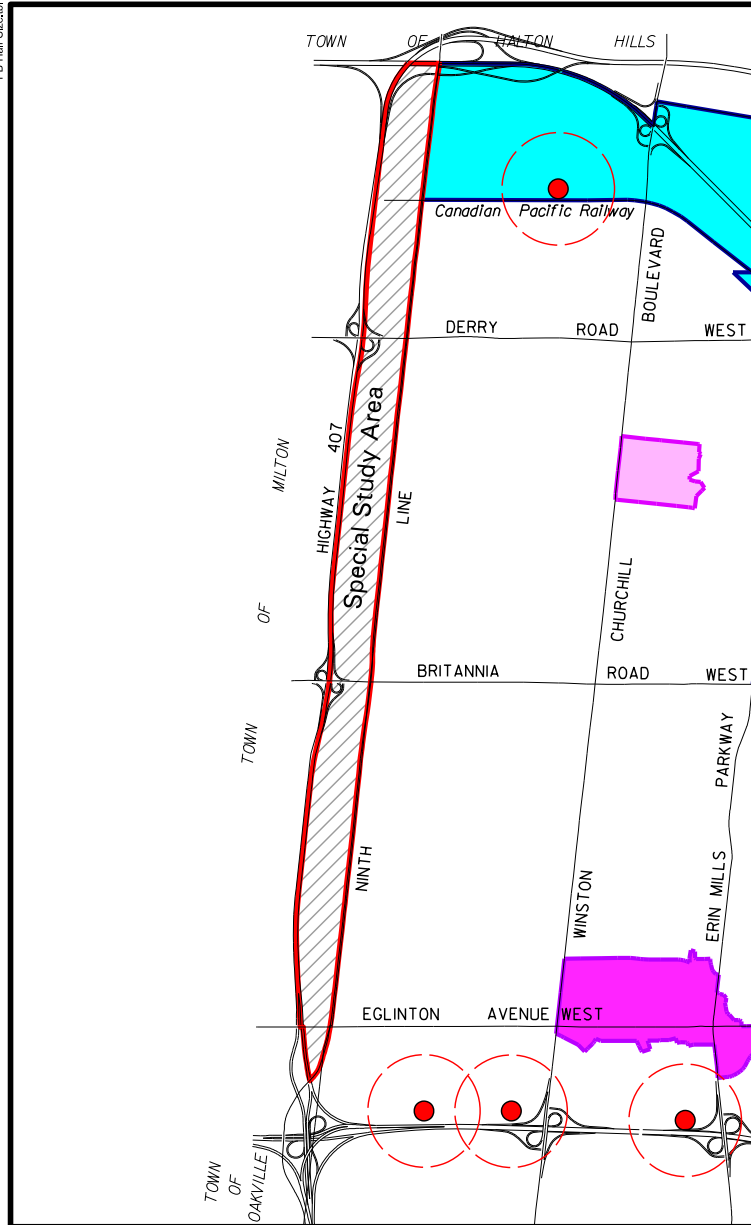 TOWN OF HALTON HILLS
Canadian Pacific Railway
BOULEVARD
DERRY ROAD WEST
MILTON
HIGHWAY 407
Special Study Area
LINE
CHURCHILL
OF
BRITANNIA ROAD WEST
TOWN
PARKWAY
NINTH
WINSTON
ERIN MILLS
EGLINTON AVENUE WEST
TOWN
OF
OAKVILLE